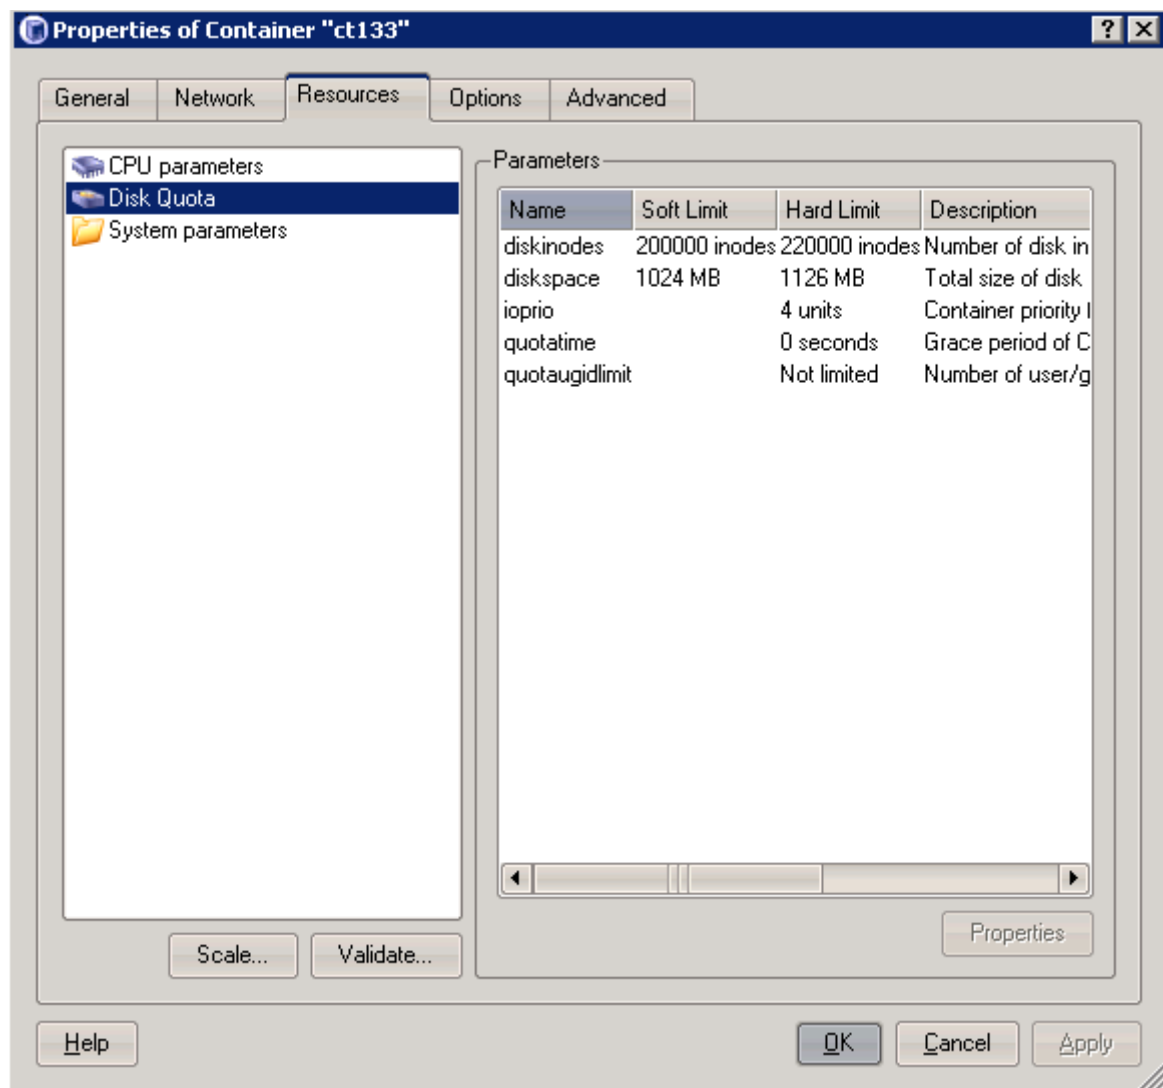 Properties of Container "ct133"
General Network Resources Options Advanced
CPU parameters
Disk Quota
System parameters
Parameters
Name Soft Limit Hard Limit Description
diskinodes 200000 inodes 220000 inodes Number of disk in
diskspace 1024 MB 1126 MB Total size of disk
ioprio 4 units Container priority
quotatime 0 seconds Grace period of C
quotaugidlimit Not limited Number of user/g
Properties
Scale... Validate...
Help OK Cancel Apply